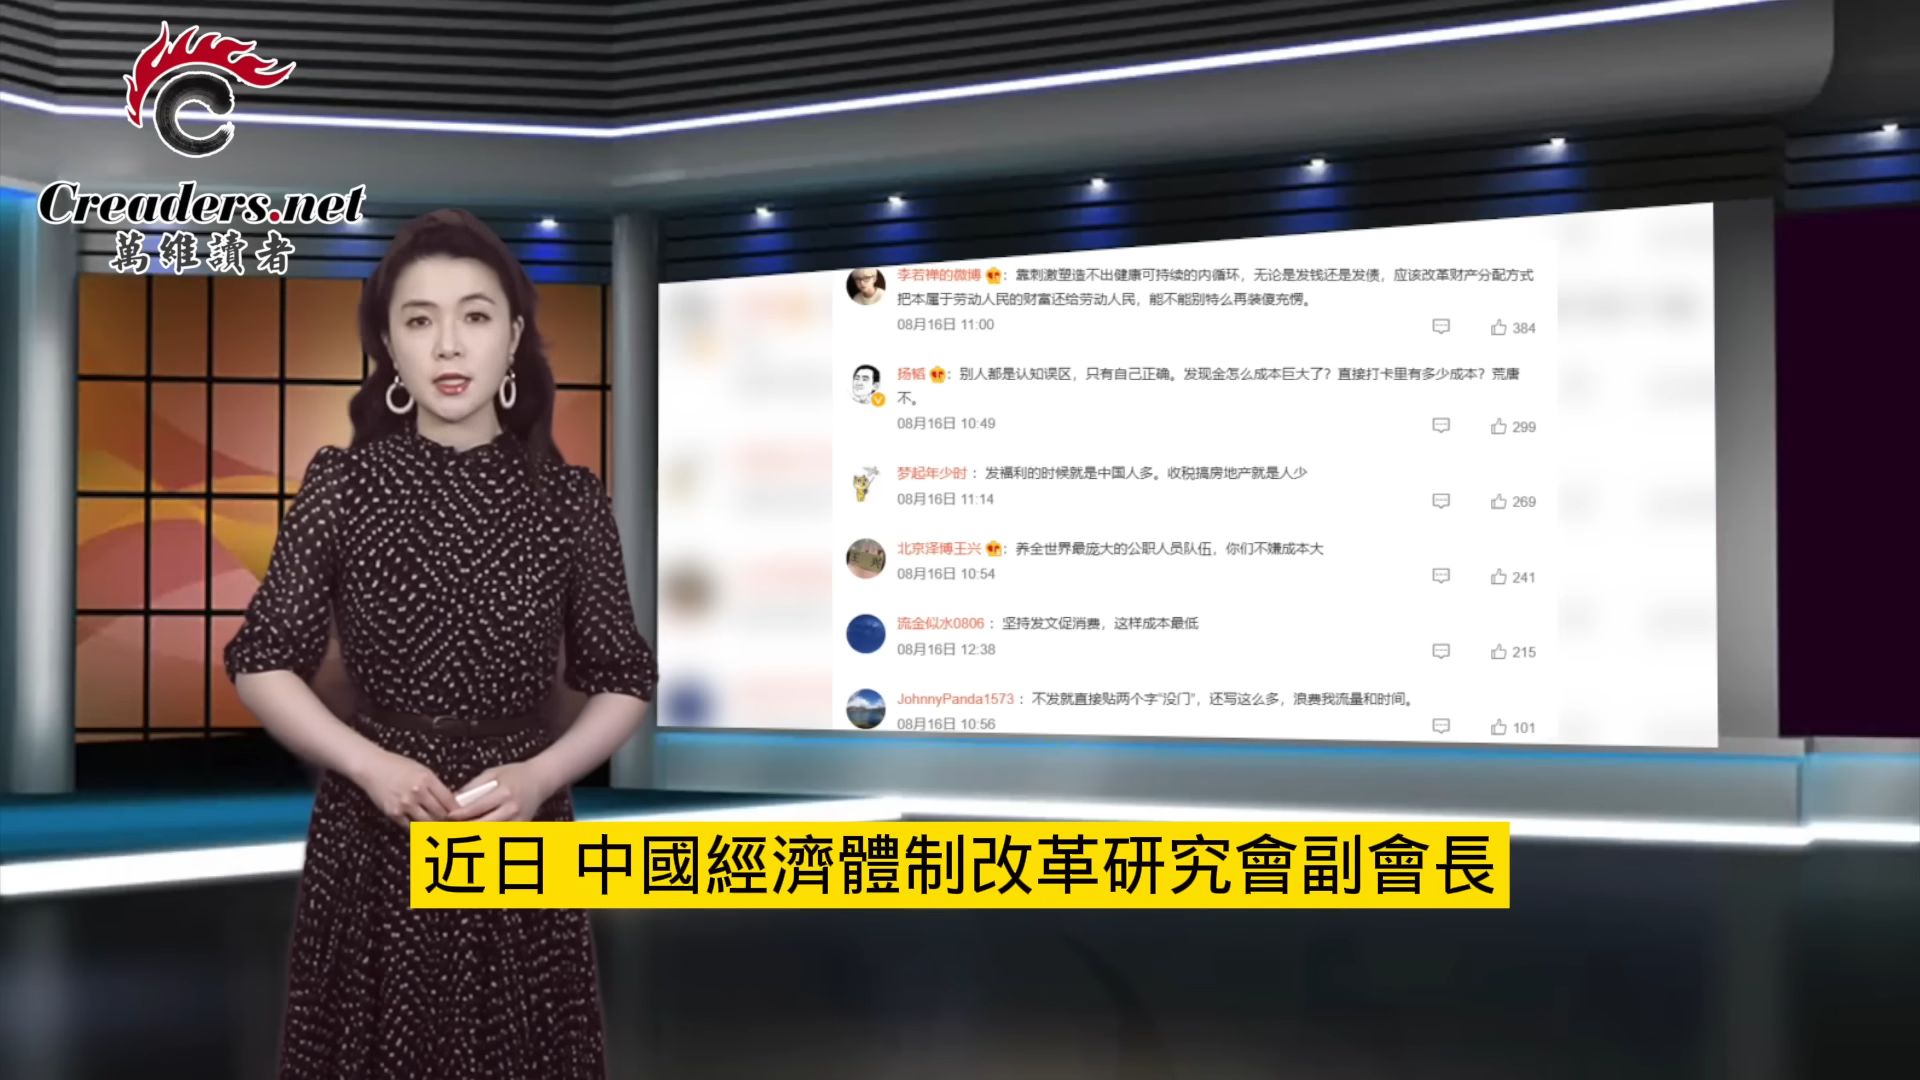 Creaders.net
萬維讀者
李若禅的微博：靠刺激塑造不出健康可持续的内循环，无论是发钱还是发债，应该改革财产分配方式
把本属于劳动人民的财富还给劳动人民，能不能别特么再装傻充愣。
08月16日 11:00
384
扬韬：别人都是认知误区，只有自己正确。发现金怎么成本巨大了？直接打卡里有多少成本？荒唐
不。
08月16日 10:49
299
梦起年少时：发福利的时候就是中国人多。收税搞房地产就是人少
08月16日 11:14
269
北京泽博王兴：养全世界最庞大的公职人员队伍，你们不嫌成本大
08月16日 10:54
241
流金似水0806：坚持发文促消费，这样成本最低
08月16日 12:38
215
JohnnyPanda1573：不发就直接贴两个字“没门”，还写这么多，浪费我流量和时间。
08月16日 10:56
101
近日 中國經濟體制改革研究會副會長